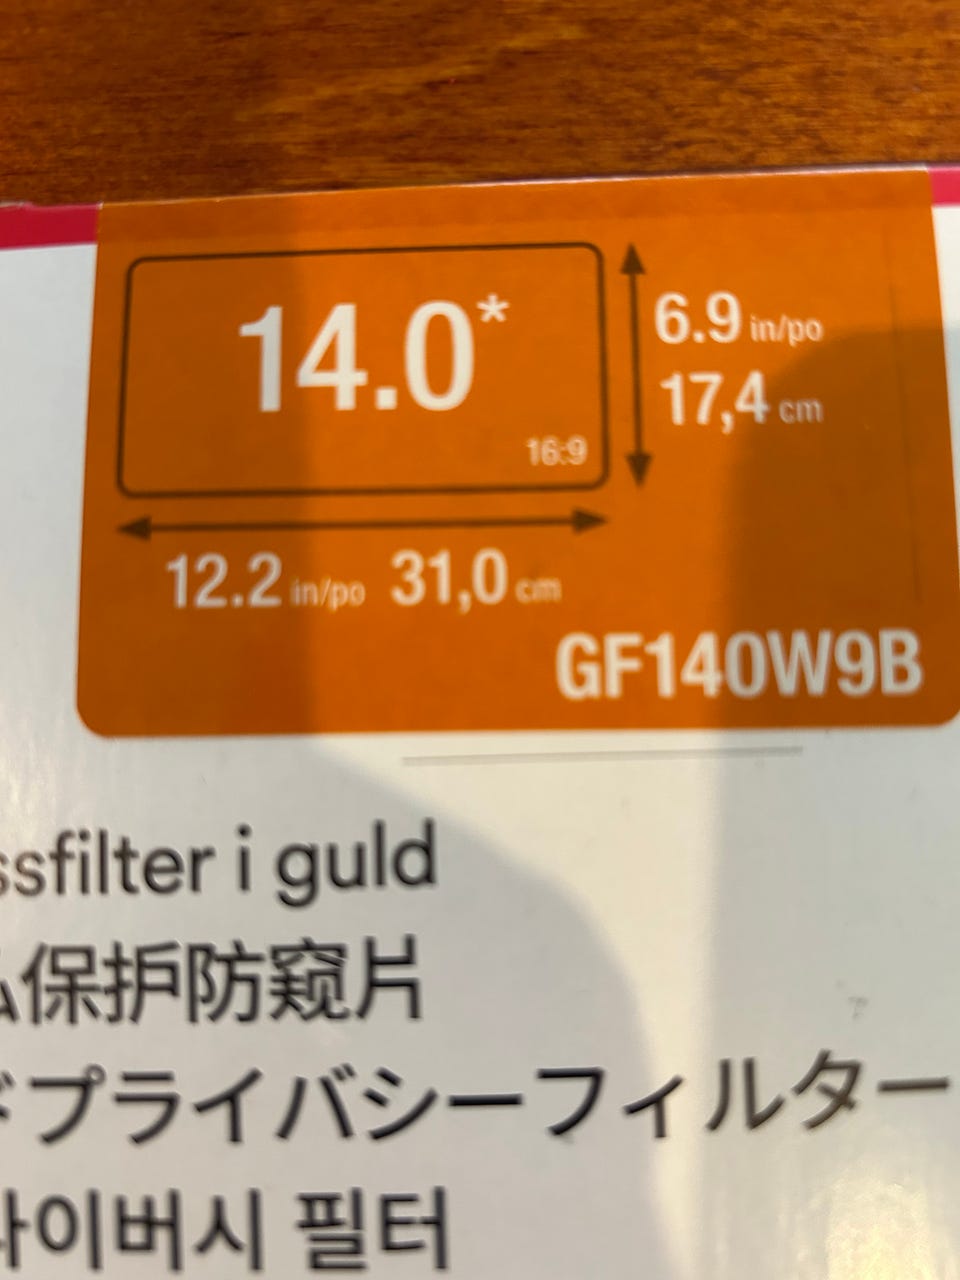 14.0*
16:9
6.9 in/po
17,4 cm
12.2 in/po 31,0 cm
GF140W9B
ssfilter i guld
保护防窥片
プライバシーフィルター
이버시 필터